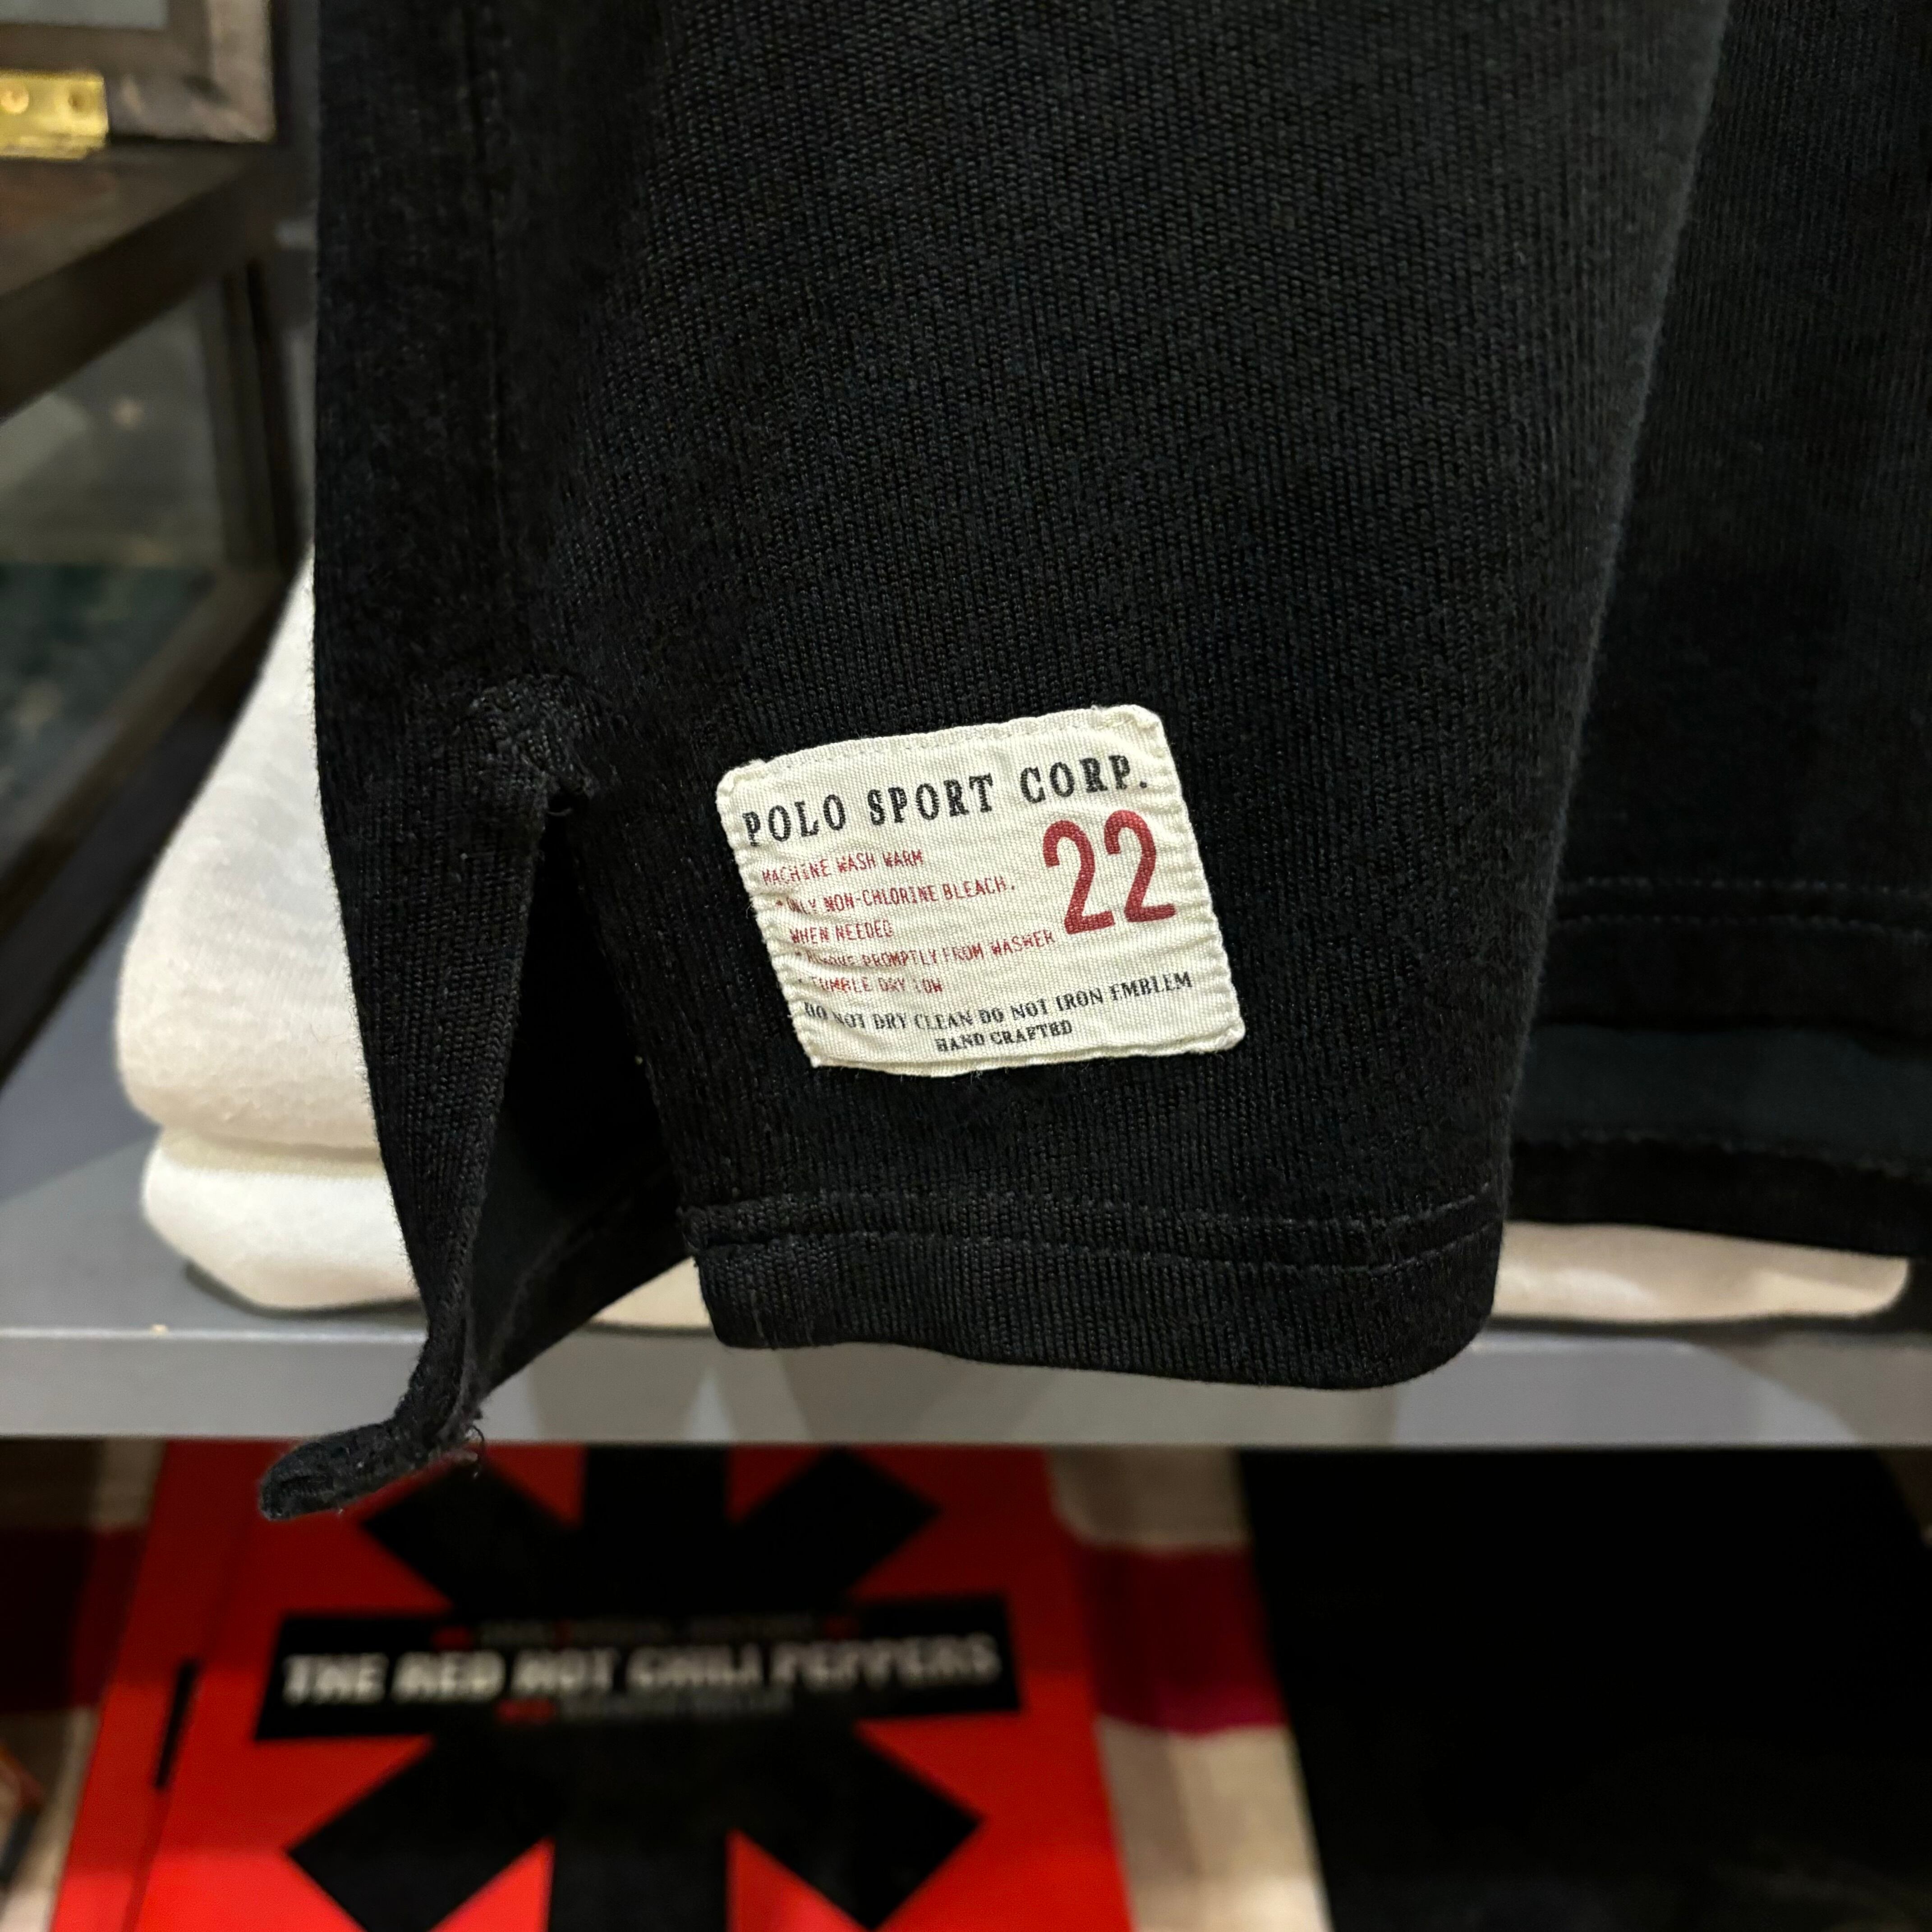 POLO SPORT CORP.
22
MACHINE WASH WARM
ONLY NON-CHLORINE BLEACH.
WHEN NEEDED
REMOVE PROMPTLY FROM WASHER
TUMBLE DRY LOW
DO NOT DRY CLEAN DO NOT IRON EMBLEM
HAND CRAFTED
THE RED HOT CHILI PEPPERS